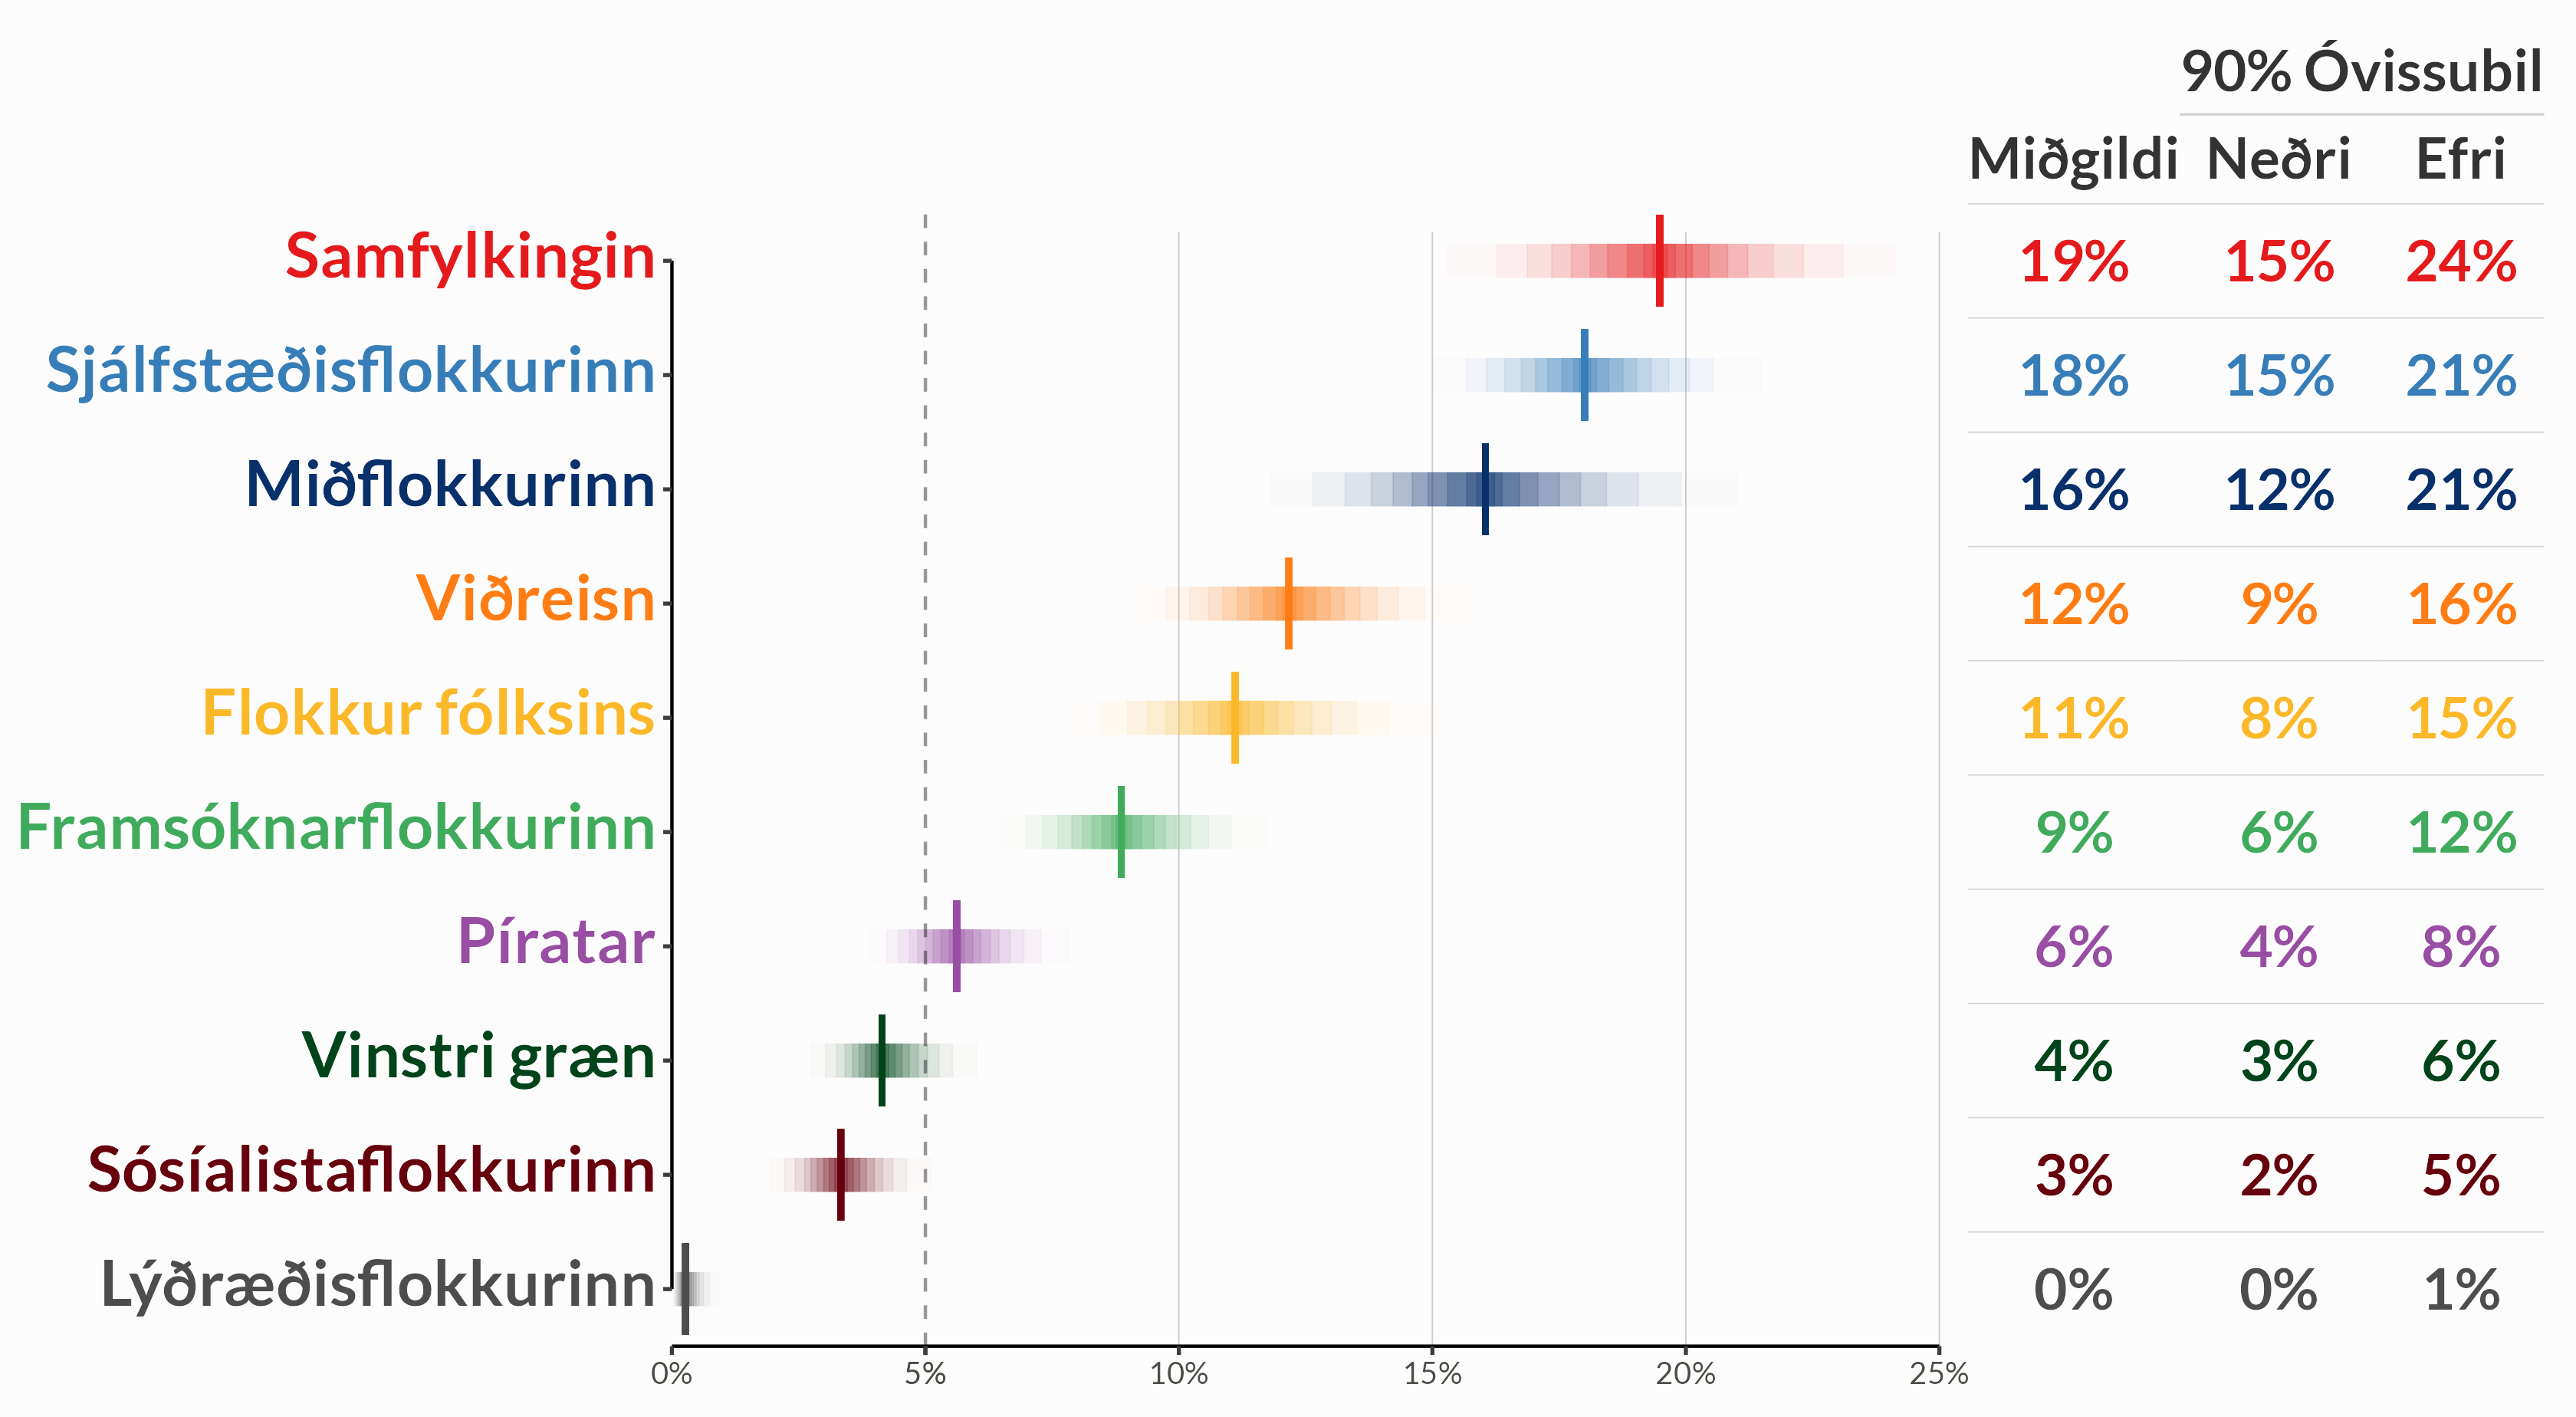 90% Óvissubil
Miðgildi Neðri Efri
Samfylkingin 19% 15% 24%
Sjálfstæðisflokkurinn 18% 15% 21%
Miðflokkurinn 16% 12% 21%
Viðreisn 12% 9% 16%
Flokkur fólksins 11% 8% 15%
Framsóknarflokkurinn 9% 6% 12%
Píratar 6% 4% 8%
Vinstri græn 4% 3% 6%
Sósíalistaflokkurinn 3% 2% 5%
Lýðræðisflokkurinn 0% 0% 1%
0% 5% 10% 15% 20% 25%